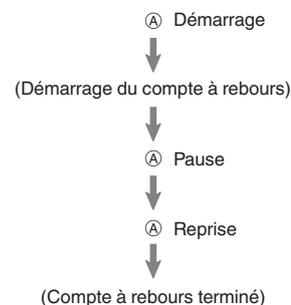 Ⓐ Démarrage
(Démarrage du compte à rebours)
Ⓐ Pause
Ⓐ Reprise
(Compte à rebours terminé)